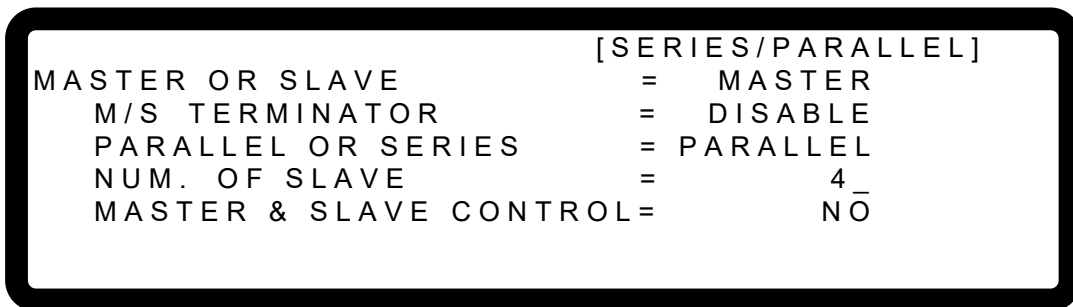 [SERIES/PARALLEL]
MASTER OR SLAVE = MASTER
M/S TERMINATOR = DISABLE
PARALLEL OR SERIES = PARALLEL
NUM. OF SLAVE = 4_
MASTER & SLAVE CONTROL= NO